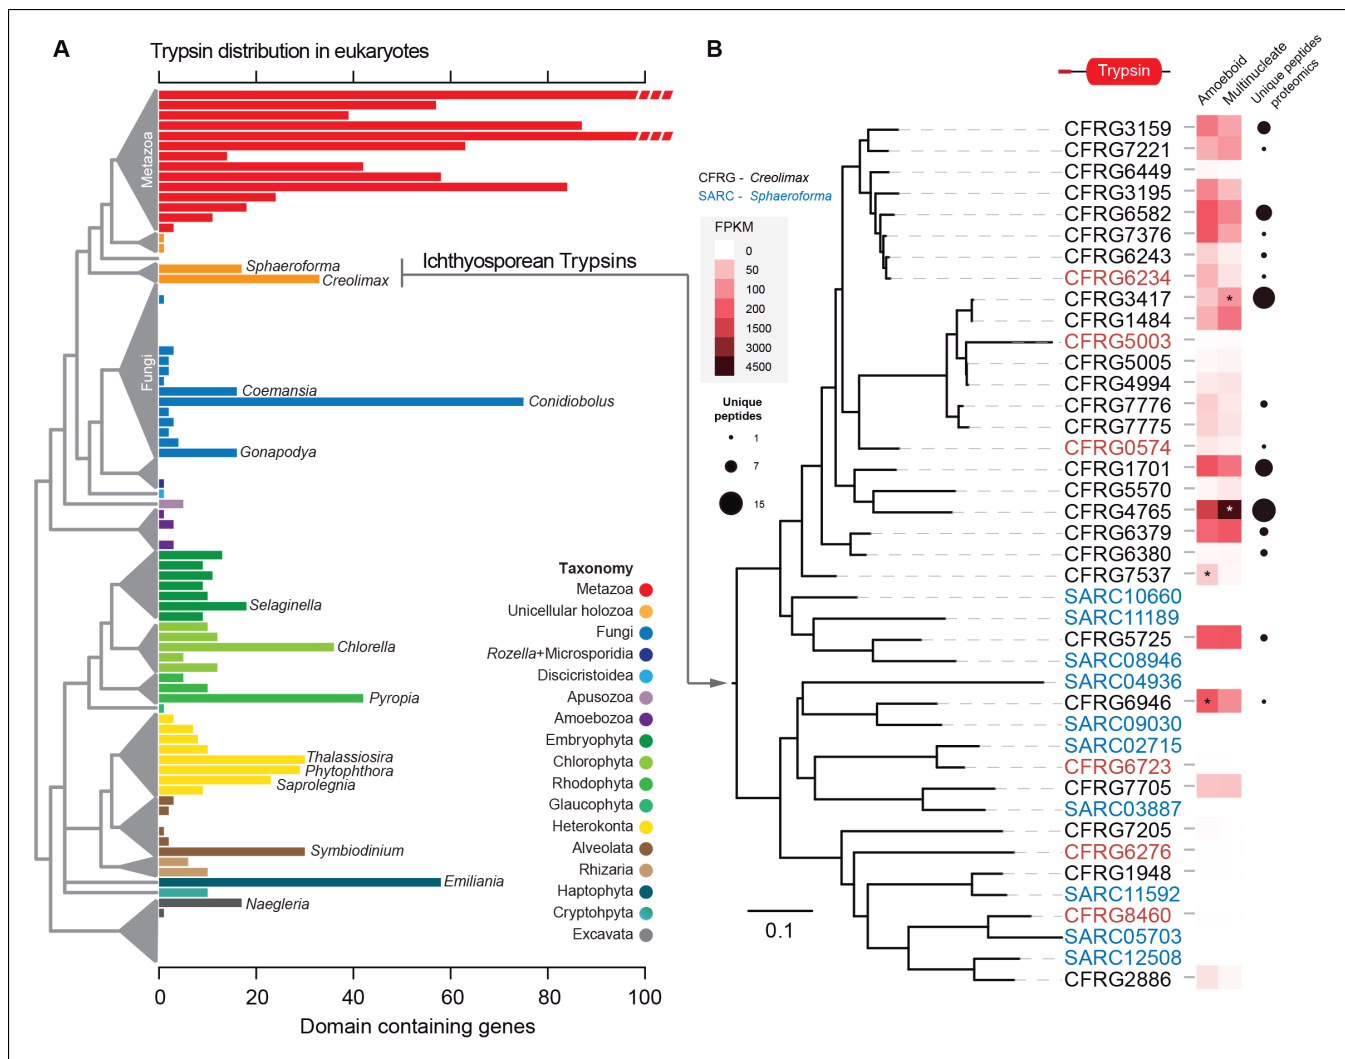 A
Trypsin distribution in eukaryotes
0 20 40 60 80 100
Domain containing genes
Metazoa
Fungi
Sphaeroforma
Creolimax
Ichthyosporean Trypsins
Coemansia
Conidiobolus
Gonapodya
Selaginella
Chlorella
Pyropia
Thalassiosira
Phytophthora
Saprolegnia
Symbiodinium
Emiliania
Naegleria
Taxonomy
Metazoa
Unicellular holozoa
Fungi
Rozella+Microsporidia
Discicristoidea
Apusozoa
Amoebozoa
Embryophyta
Chlorophyta
Rhodophyta
Glaucophyta
Heterokonta
Alveolata
Rhizaria
Haptophyta
Cryptohpyta
Excavata
B
Trypsin
Amoeboid
Multinucleate
Unique peptides
proteomics
CFRG - Creolimax
SARC - Sphaeroforma
FPKM
0
50
100
200
1500
3000
4500
Unique
peptides
1
7
15
0.1
CFRG3159
CFRG7221
CFRG6449
CFRG3195
CFRG6582
CFRG7376
CFRG6243
CFRG6234
CFRG3417 *
CFRG1484
CFRG5003
CFRG5005
CFRG4994
CFRG7776
CFRG7775
CFRG0574
CFRG1701
CFRG5570
CFRG4765 *
CFRG6379
CFRG6380
CFRG7537 *
SARC10660
SARC11189
CFRG5725
SARC08946
SARC04936
CFRG6946 *
SARC09030
SARC02715
CFRG6723
CFRG7705
SARC03887
CFRG7205
CFRG6276
CFRG1948
SARC11592
CFRG8460
SARC05703
SARC12508
CFRG2886